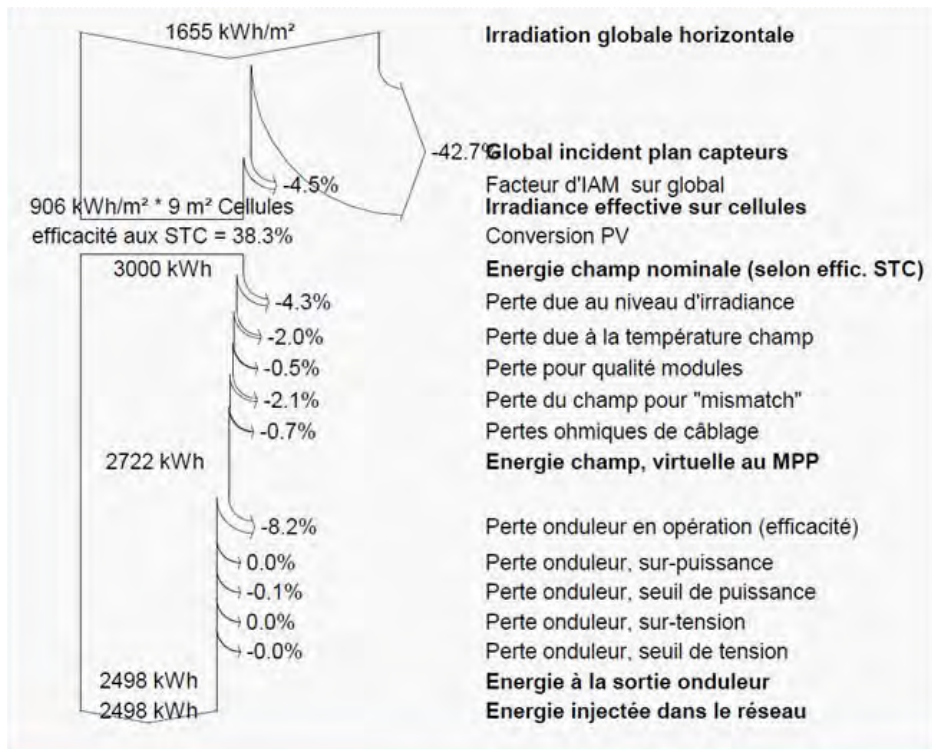 1655 kWh/m² Irradiation globale horizontale
-42.7% Global incident plan capteurs
-4.5% Facteur d'IAM sur global
906 kWh/m² * 9 m² Cellules Irradiance effective sur cellules
efficacité aux STC = 38.3% Conversion PV
3000 kWh Energie champ nominale (selon effic. STC)
-4.3% Perte due au niveau d'irradiance
-2.0% Perte due à la température champ
-0.5% Perte pour qualité modules
-2.1% Perte du champ pour "mismatch"
-0.7% Pertes ohmiques de câblage
2722 kWh Energie champ, virtuelle au MPP
-8.2% Perte onduleur en opération (efficacité)
0.0% Perte onduleur, sur-puissance
-0.1% Perte onduleur, seuil de puissance
0.0% Perte onduleur, sur-tension
-0.0% Perte onduleur, seuil de tension
2498 kWh Energie à la sortie onduleur
2498 kWh Energie injectée dans le réseau